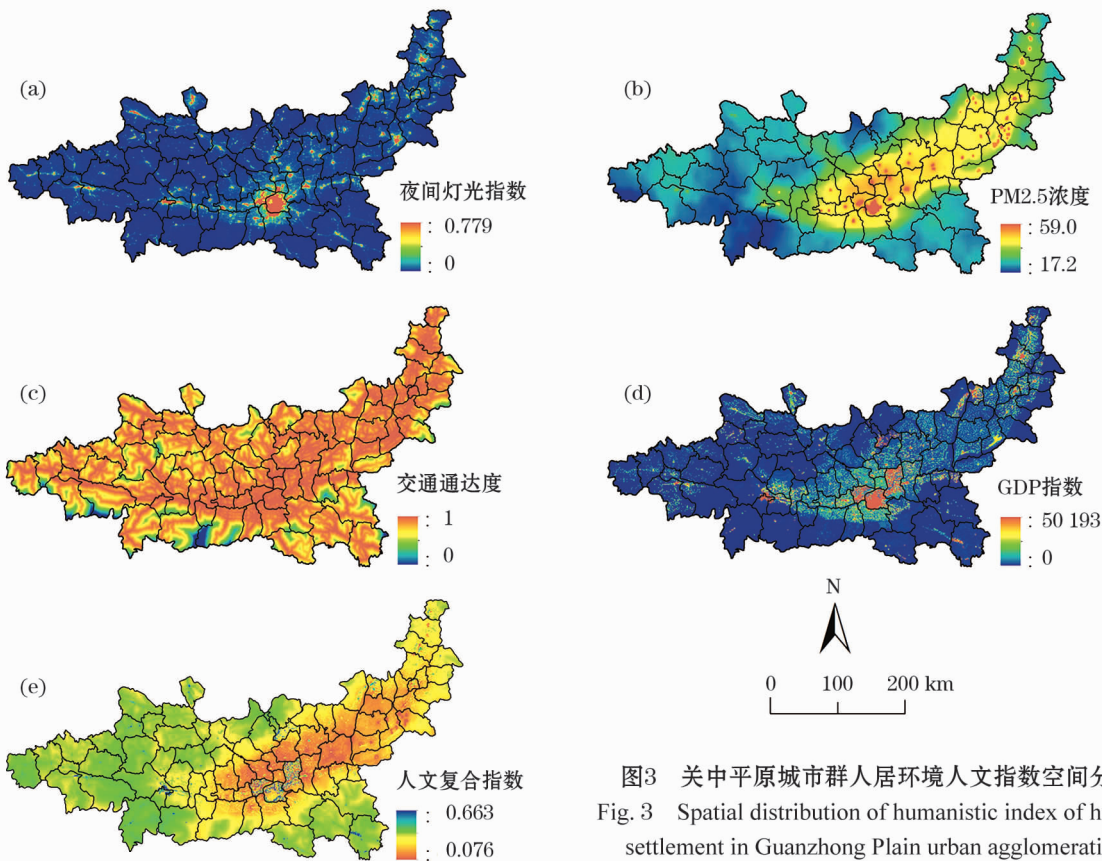 (a)
夜间灯光指数
: 0.779
: 0
(b)
PM2.5浓度
: 59.0
: 17.2
(c)
交通通达度
: 1
: 0
(d)
GDP指数
: 50 193
: 0
N
0 100 200 km
(e)
人文复合指数
: 0.663
: 0.076
图3 关中平原城市群人居环境人文指数空间分
Fig. 3 Spatial distribution of humanistic index of h
settlement in Guanzhong Plain urban agglomerati